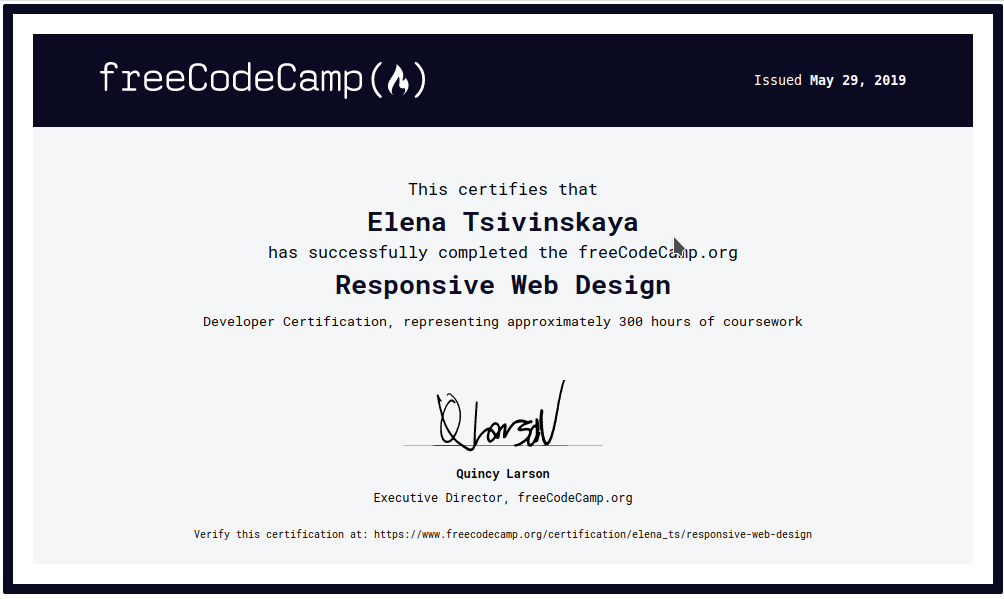 freeCodeCamp(🔥)
Issued May 29, 2019
This certifies that
Elena Tsivinskaya
has successfully completed the freeCodeCamp.org
Responsive Web Design
Developer Certification, representing approximately 300 hours of coursework
Quincy Larson
Executive Director, freeCodeCamp.org
Verify this certification at: https://www.freecodecamp.org/certification/elena_ts/responsive-web-design